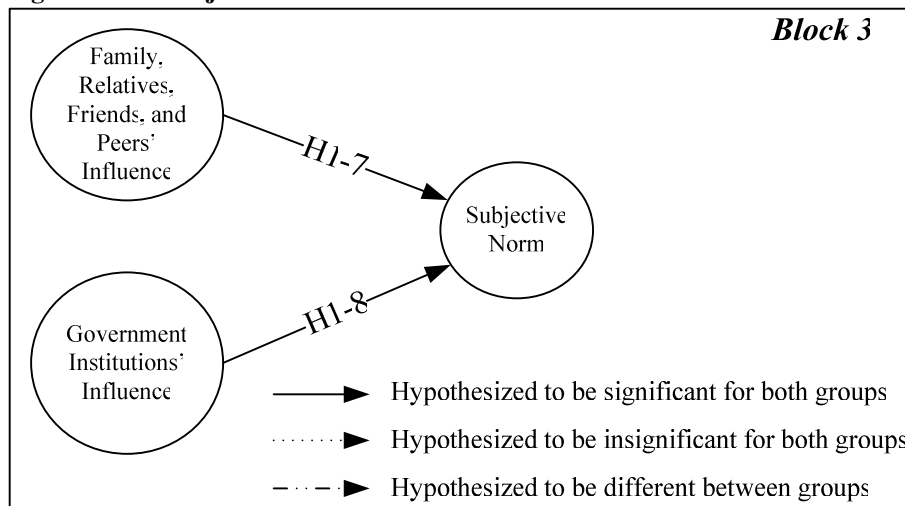 Block 3
Family,
Relatives,
Friends, and
Peers'
Influence
H1-7
Subjective
Norm
H1-8
Government
Institutions'
Influence
Hypothesized to be significant for both groups
Hypothesized to be insignificant for both groups
Hypothesized to be different between groups